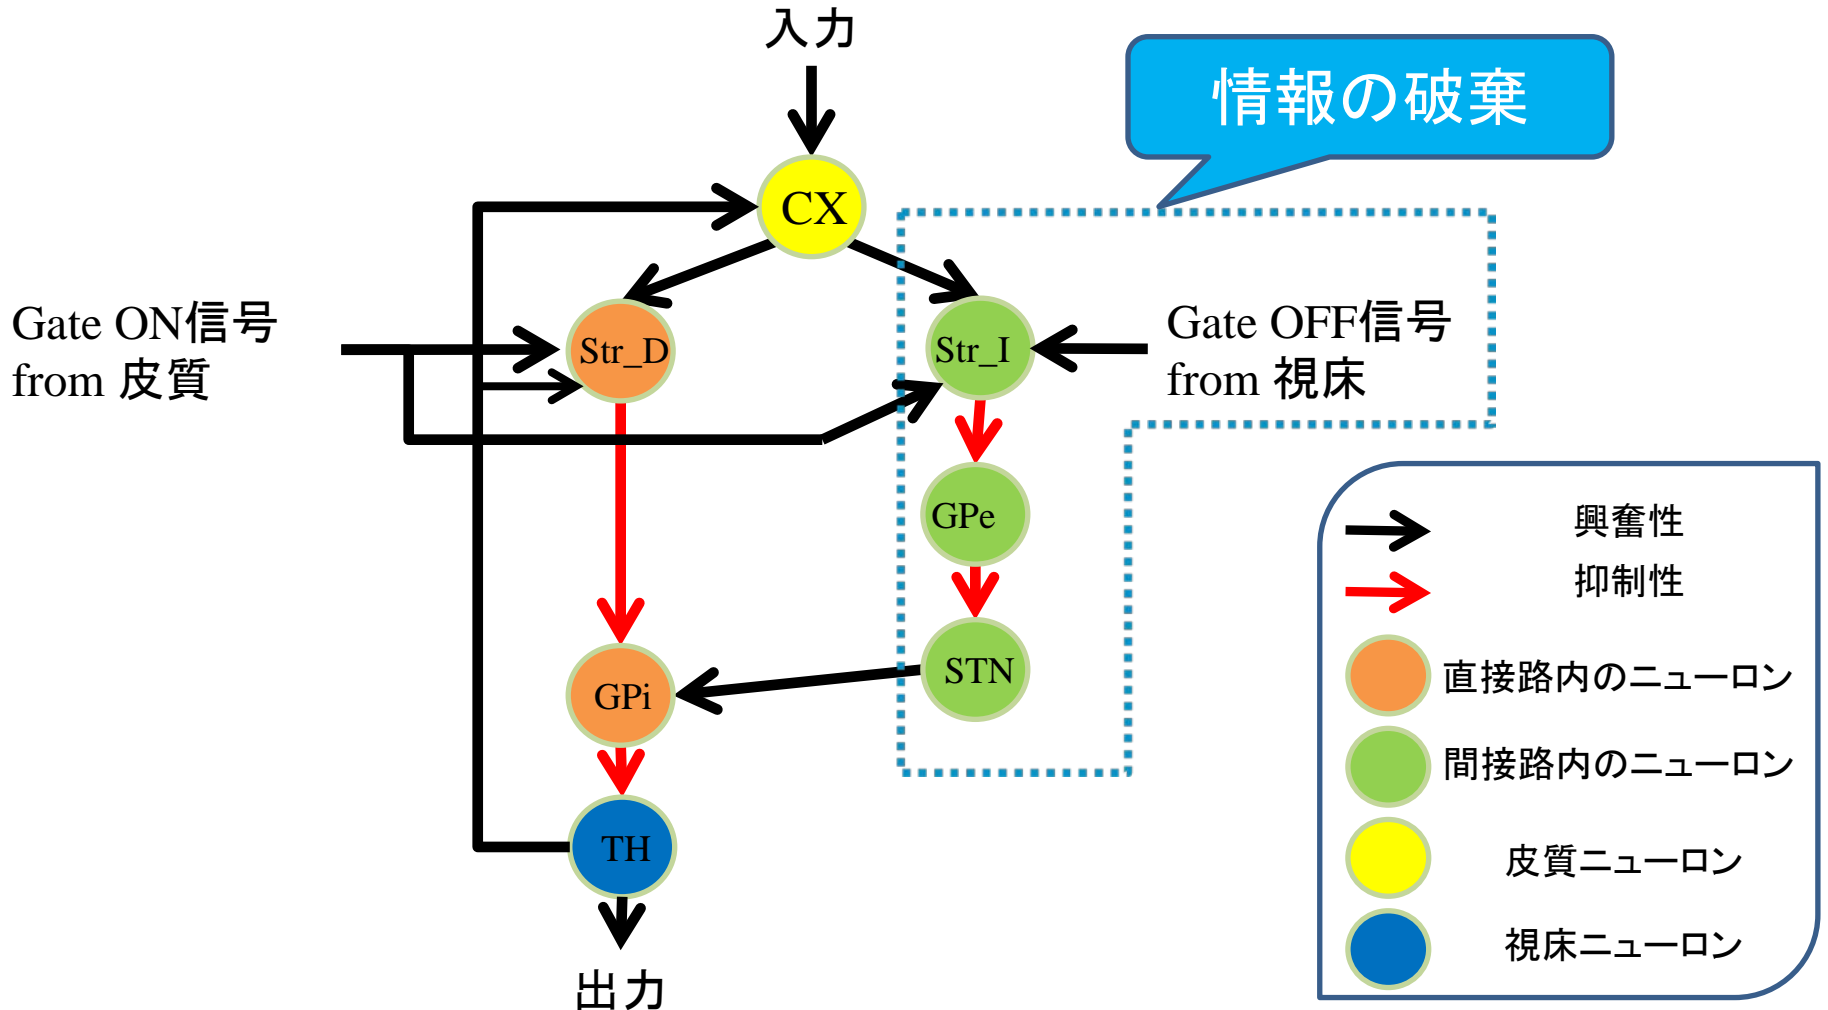 入力
情報の破棄
CX
Gate ON信号
from 皮質
Str_D
Str_I
Gate OFF信号
from 視床
GPe
STN
GPi
TH
出力
興奮性
抑制性
直接路内のニューロン
間接路内のニューロン
皮質ニューロン
視床ニューロン